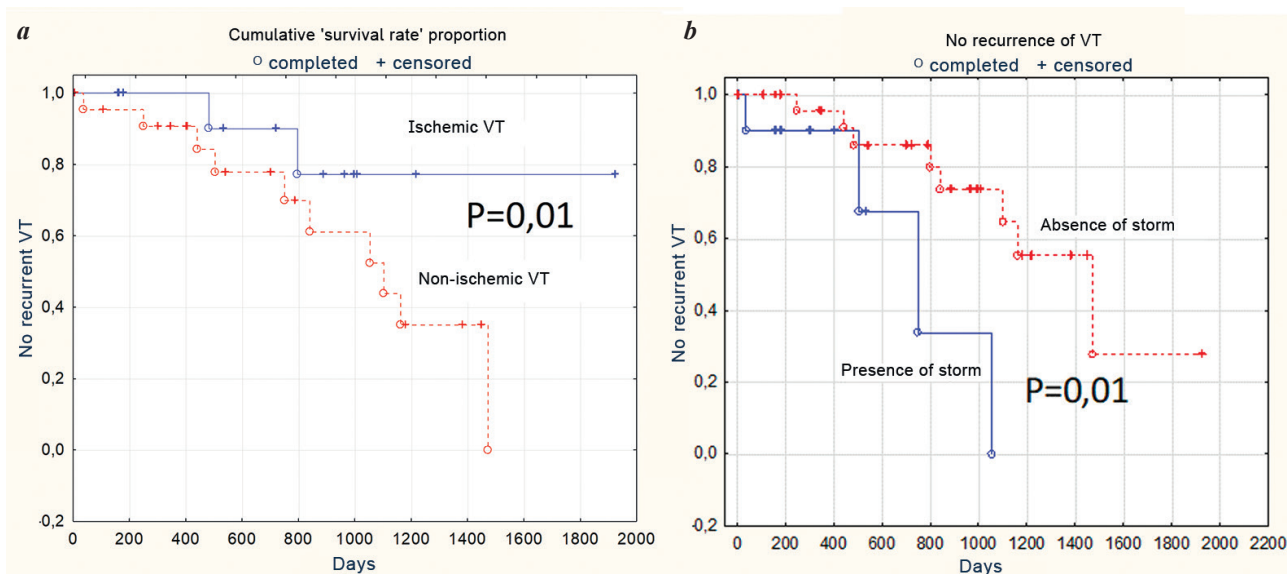 a
Cumulative 'survival rate' proportion
o completed + censored
No recurrent VT
1,0
0,8
0,6
0,4
0,2
0,0
-0,2
Ischemic VT
P=0,01
Non-ischemic VT
0 200 400 600 800 1000 1200 1400 1600 1800 2000
Days
b
No recurrence of VT
o completed + censored
No recurrent VT
1,0
0,8
0,6
0,4
0,2
0,0
-0,2
Absence of storm
Presence of storm
P=0,01
0 200 400 600 800 1000 1200 1400 1600 1800 2000 2200
Days